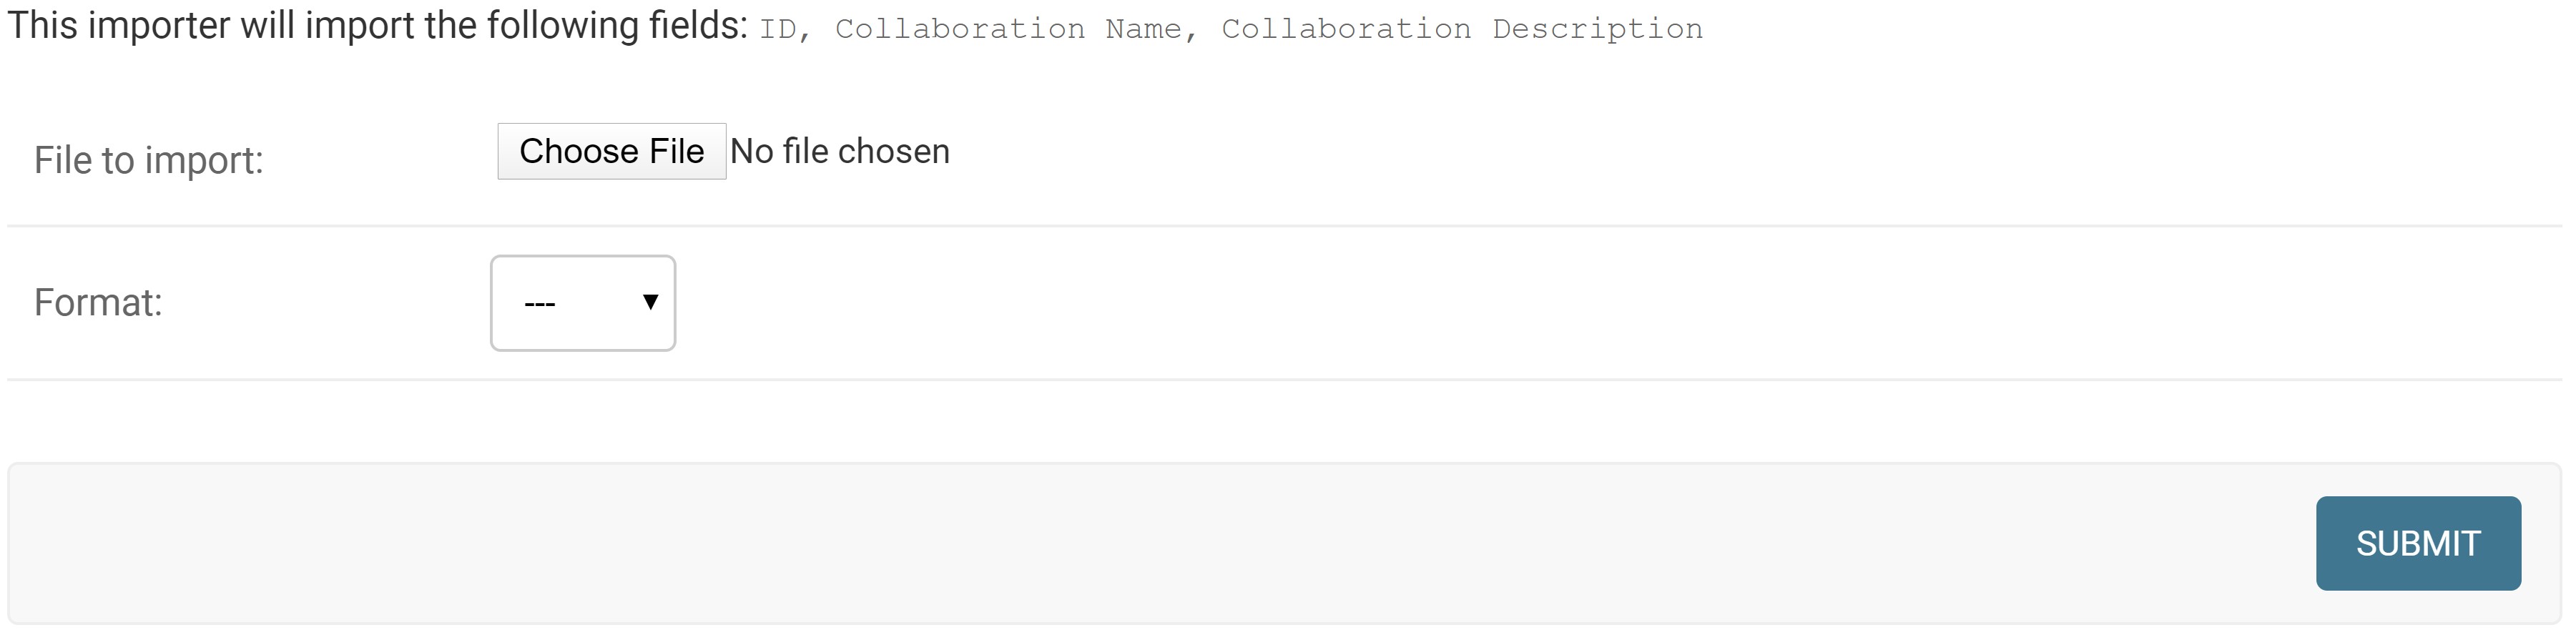 This importer will import the following fields: ID, Collaboration Name, Collaboration Description
File to import: Choose File No file chosen
Format: ---
SUBMIT